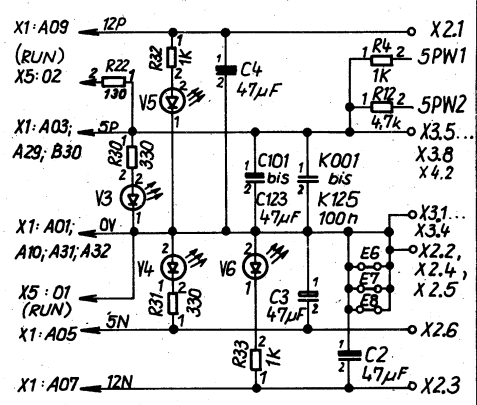 X1:A09
12P
X2.1
(RUN)
X5:02
R22
130
R32
1K
V5
C4
47µF
R4
1K
5PW1
R12
4,7k
5PW2
X1:A03;
A29; B30
5P
X3.5...
X3.8
X4.2
R30
330
V3
C101
bis
C123
47µF
K001
bis
K125
100n
X1:A01;
A10; A31; A32
0V
X3.1...
X3.4
X2.2,
X2.4,
X2.5
V4
V6
E6
E7
E8
X5:01
(RUN)
R31
330
C3
47µF
X1:A05
5N
X2.6
R33
1K
C2
47µF
X1:A07
12N
X2.3